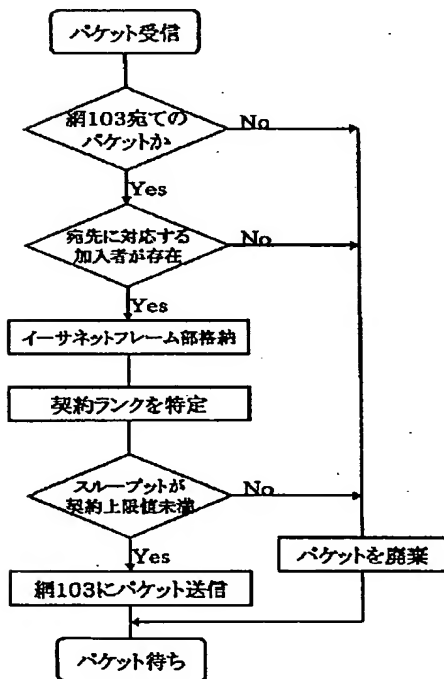 パケット受信
網103宛ての
パケットか
No
Yes
宛先に対応する
加入者が存在
No
Yes
イーサネットフレーム部格納
契約ランクを特定
スループットが
契約上限値未満
No
Yes
パケットを廃棄
網103にパケット送信
パケット待ち